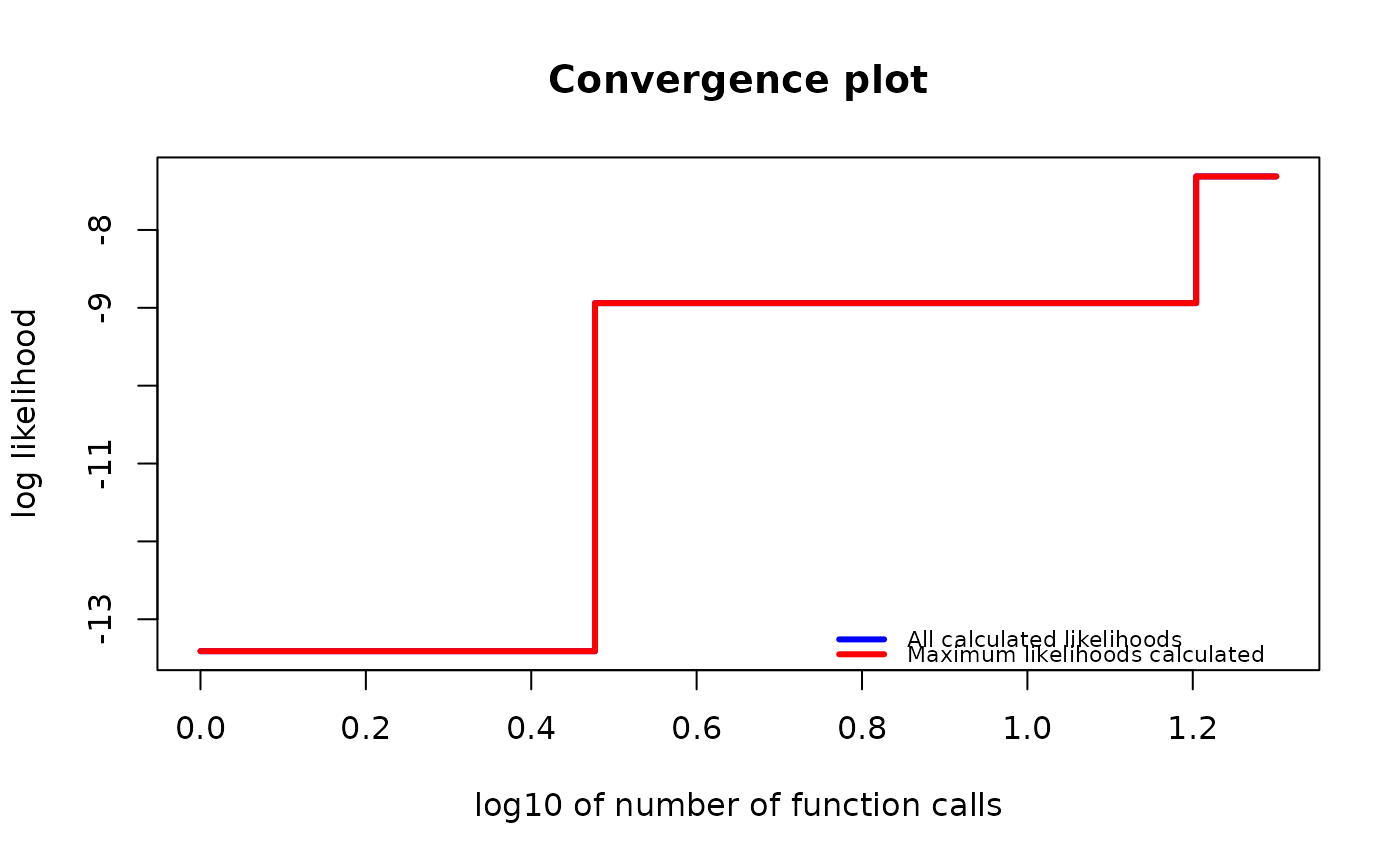 Convergence plot
log likelihood
-8
-9
-11
-13
All calculated likelihoods
Maximum likelihoods calculated
0.0 0.2 0.4 0.6 0.8 1.0 1.2
log10 of number of function calls